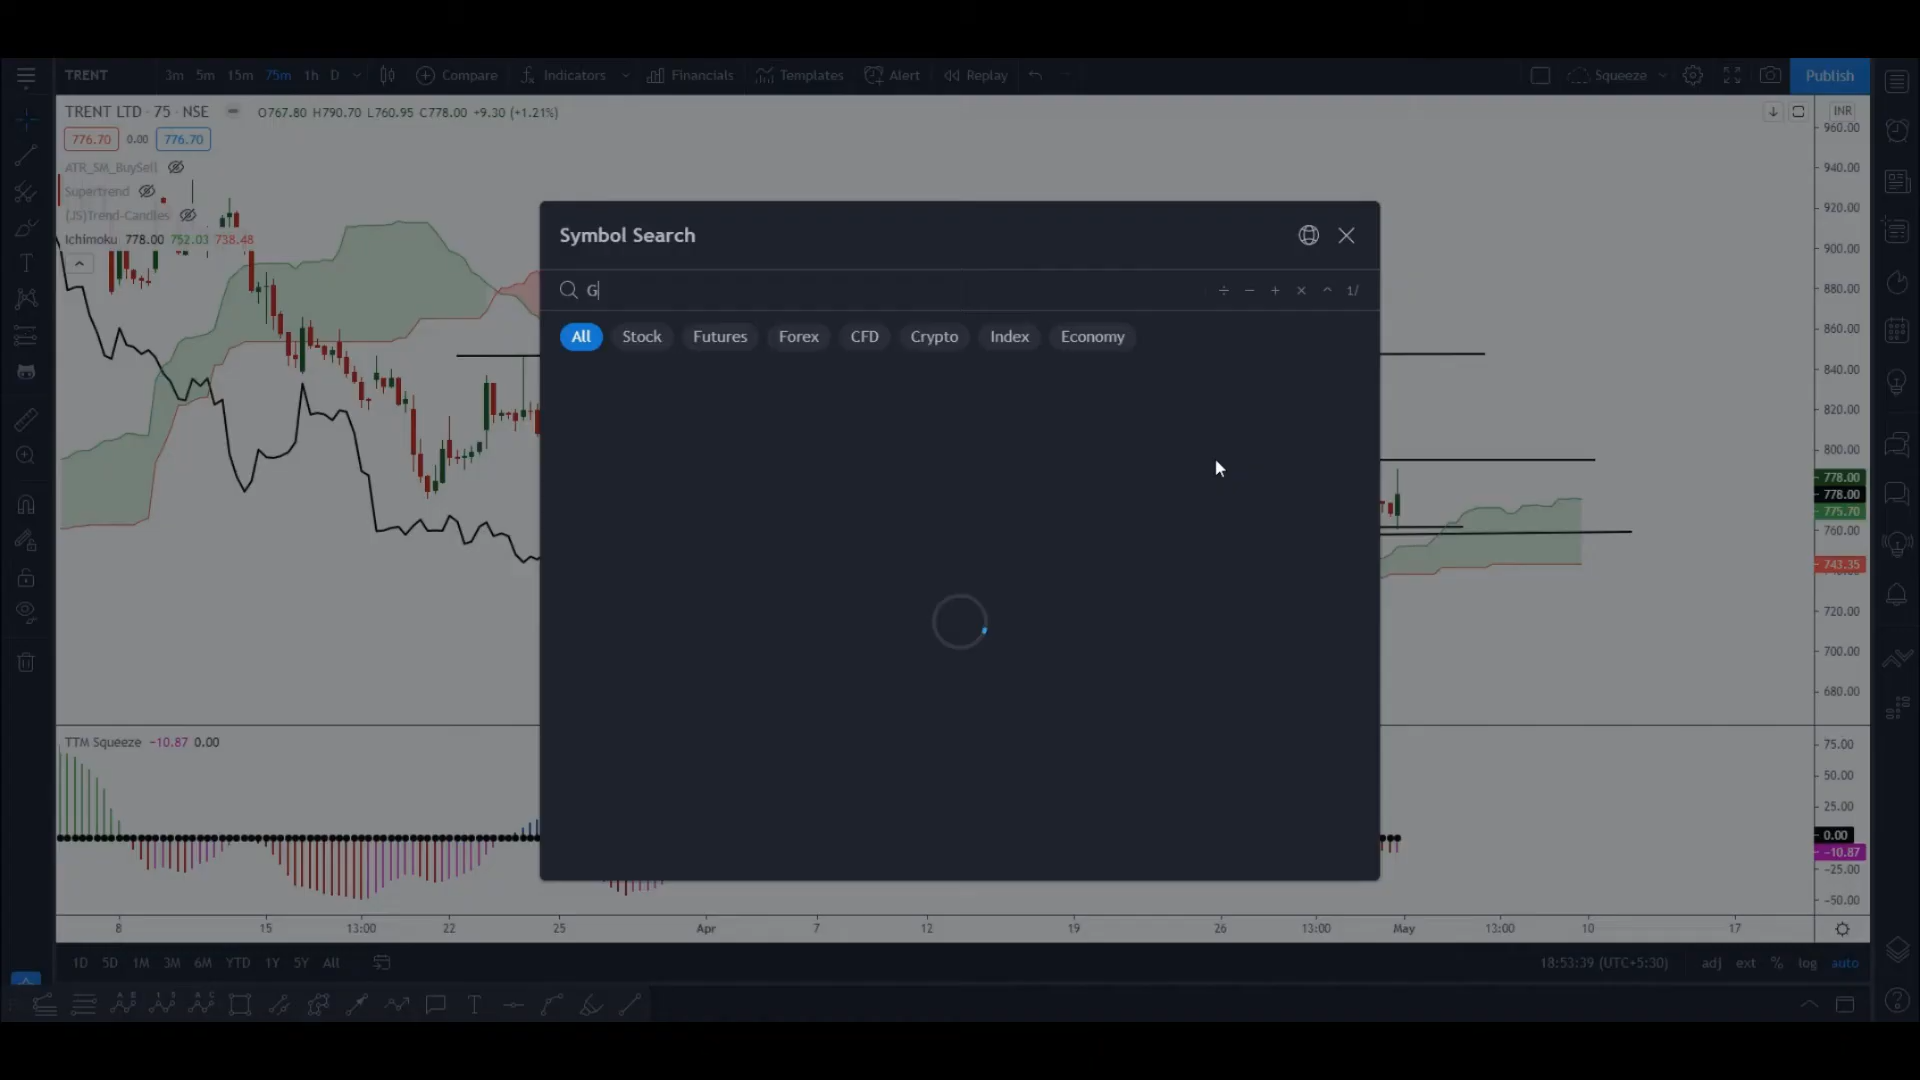 TRENT 3m 5m 15m 75m 1h D Compare Indicators Financials Templates Alert Replay Squeeze Publish
TRENT LTD · 75 · NSE O767.80 H790.70 L760.95 C778.00 +9.30 (+1.21%)
776.70 0.00 776.70
ATR_SM_BuySell
Supertrend
(JS)Trend-Candles
Ichimoku 778.00 752.03 738.48
Symbol Search
G
÷ − + × ^ 1/
All Stock Futures Forex CFD Crypto Index Economy
INR
960.00
940.00
920.00
900.00
880.00
860.00
840.00
820.00
800.00
778.00
778.00
775.70
760.00
743.35
720.00
700.00
680.00
TTM Squeeze −10.87 0.00
75.00
50.00
25.00
0.00
−10.87
−25.00
−50.00
8 15 13:00 22 25 Apr 7 12 19 26 13:00 May 13:00 10 17
1D 5D 1M 3M 6M YTD 1Y 5Y All 18:53:39 (UTC+5:30) adj ext % log auto